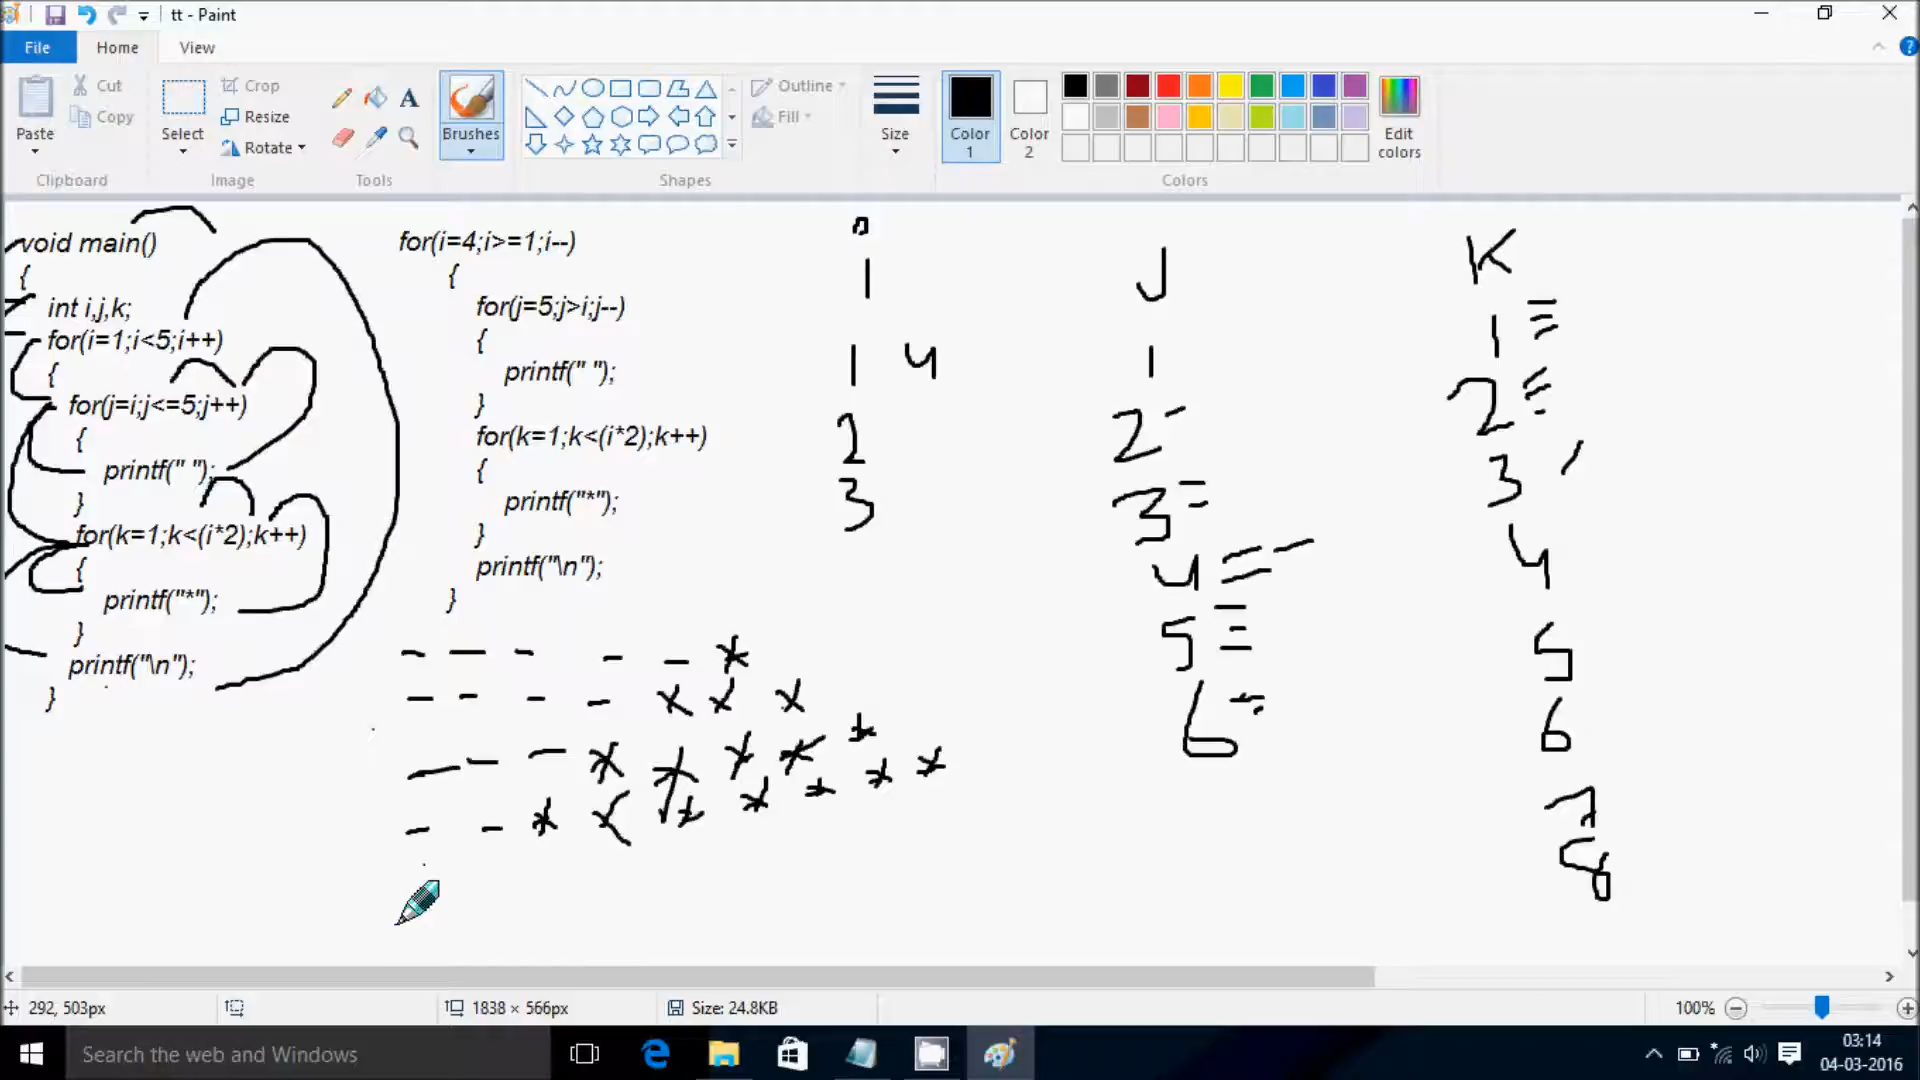 tt - Paint
File
Home
View
Paste
Cut
Copy
Clipboard
Select
Crop
Resize
Rotate
Image
A
Tools
Brushes
Outline
Fill
Shapes
Size
Color
1
Color
2
Edit
colors
Colors
void main()
{
int i,j,k;
for(i=1;i<5;i++)
{
for(j=i;j<=5;j++)
{
printf(" ");
}
for(k=1;k<(i*2);k++)
{
printf("*");
}
printf("\n");
}
for(i=4;i>=1;i--)
{
for(j=5;j>i;j--)
{
printf(" ");
}
for(k=1;k<(i*2);k++)
{
printf("*");
}
printf("\n");
}
- - - - - *
- - - - * * *
- - - * * * * *
- - * * * * * * *
i
1 4
2
3
J
1
2
3
4
5
6
K
1
2
3
4
5
6
7
8
292, 503px
1838 × 566px
Size: 24.8KB
100%
Search the web and Windows
03:14
04-03-2016